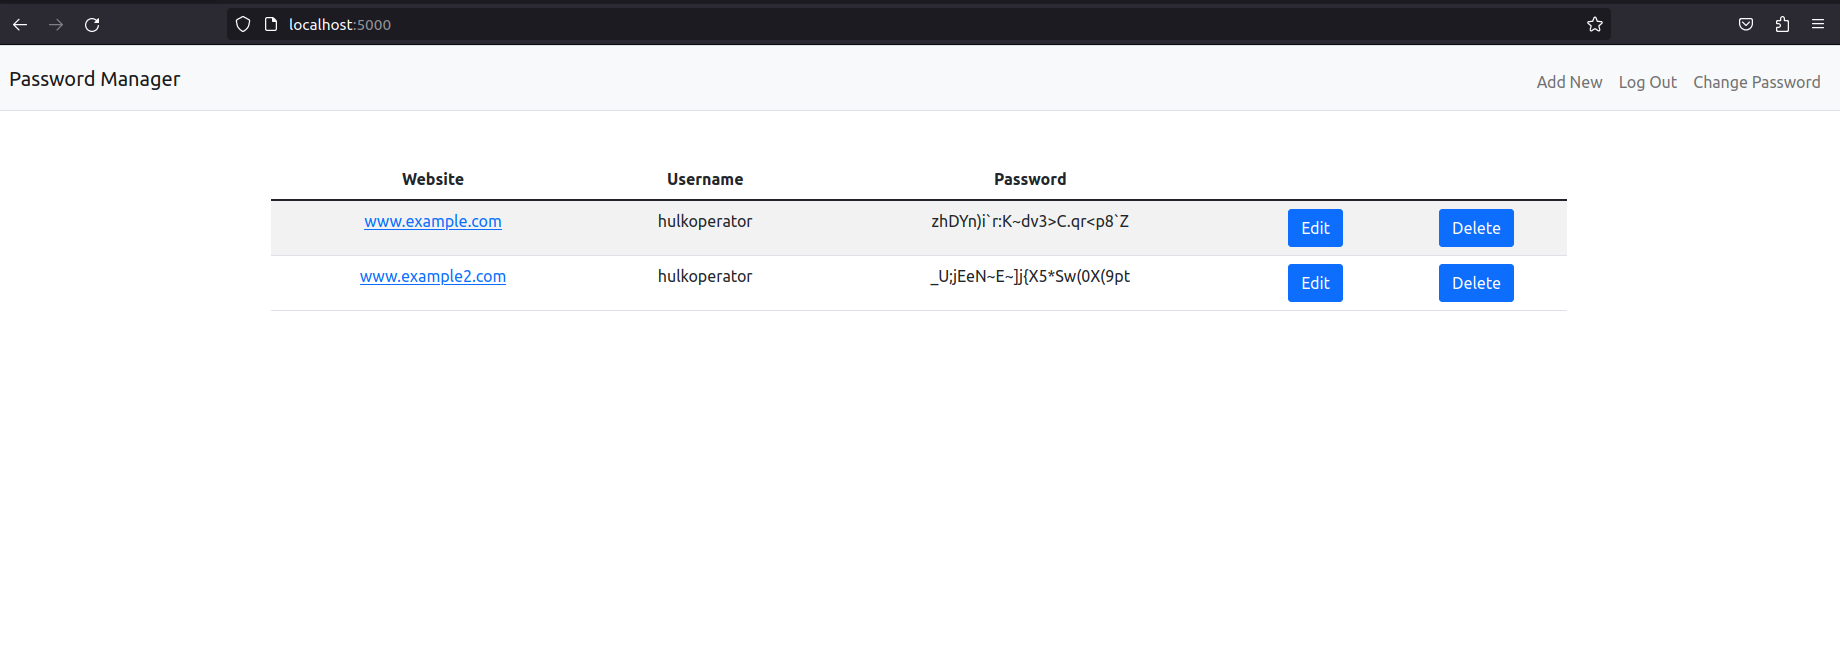 localhost:5000
Password Manager
Add New Log Out Change Password
Website Username Password
www.example.com hulkoperator zhDYn)i`r:K~dv3>C.qr<p8`Z Edit Delete
www.example2.com hulkoperator _U;jEeN~E~]j{X5*Sw(0X(9pt Edit Delete